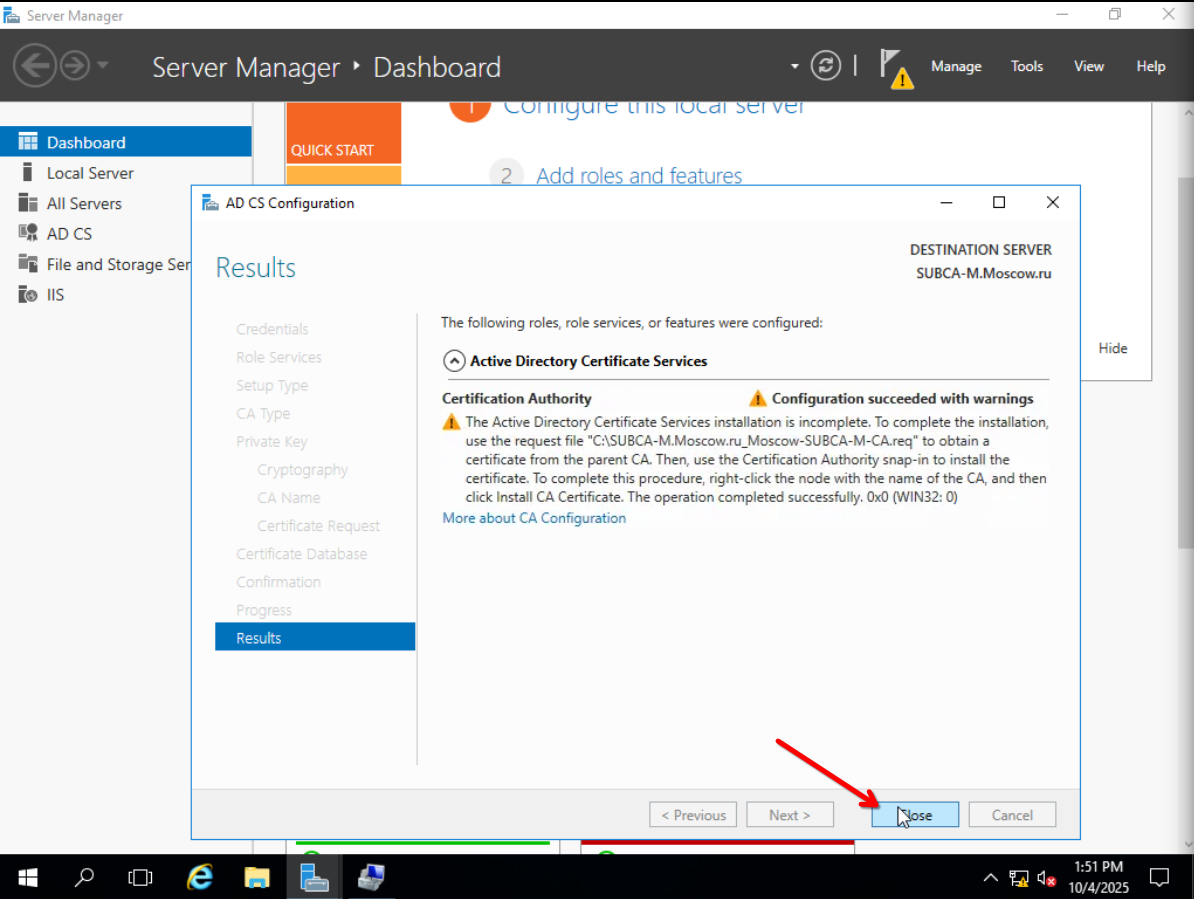 Server Manager
Server Manager • Dashboard
Manage Tools View Help
Dashboard
Local Server
All Servers
AD CS
File and Storage Ser
IIS
QUICK START
1 Configure this local server
2 Add roles and features
Hide
AD CS Configuration
Results
DESTINATION SERVER
SUBCA-M.Moscow.ru
Credentials
Role Services
Setup Type
CA Type
Private Key
Cryptography
CA Name
Certificate Request
Certificate Database
Confirmation
Progress
Results
The following roles, role services, or features were configured:
Active Directory Certificate Services
Certification Authority Configuration succeeded with warnings
The Active Directory Certificate Services installation is incomplete. To complete the installation,
use the request file "C:\SUBCA-M.Moscow.ru_Moscow-SUBCA-M-CA.req" to obtain a
certificate from the parent CA. Then, use the Certification Authority snap-in to install the
certificate. To complete this procedure, right-click the node with the name of the CA, and then
click Install CA Certificate. The operation completed successfully. 0x0 (WIN32: 0)
More about CA Configuration
< Previous Next > Close Cancel
1:51 PM
10/4/2025